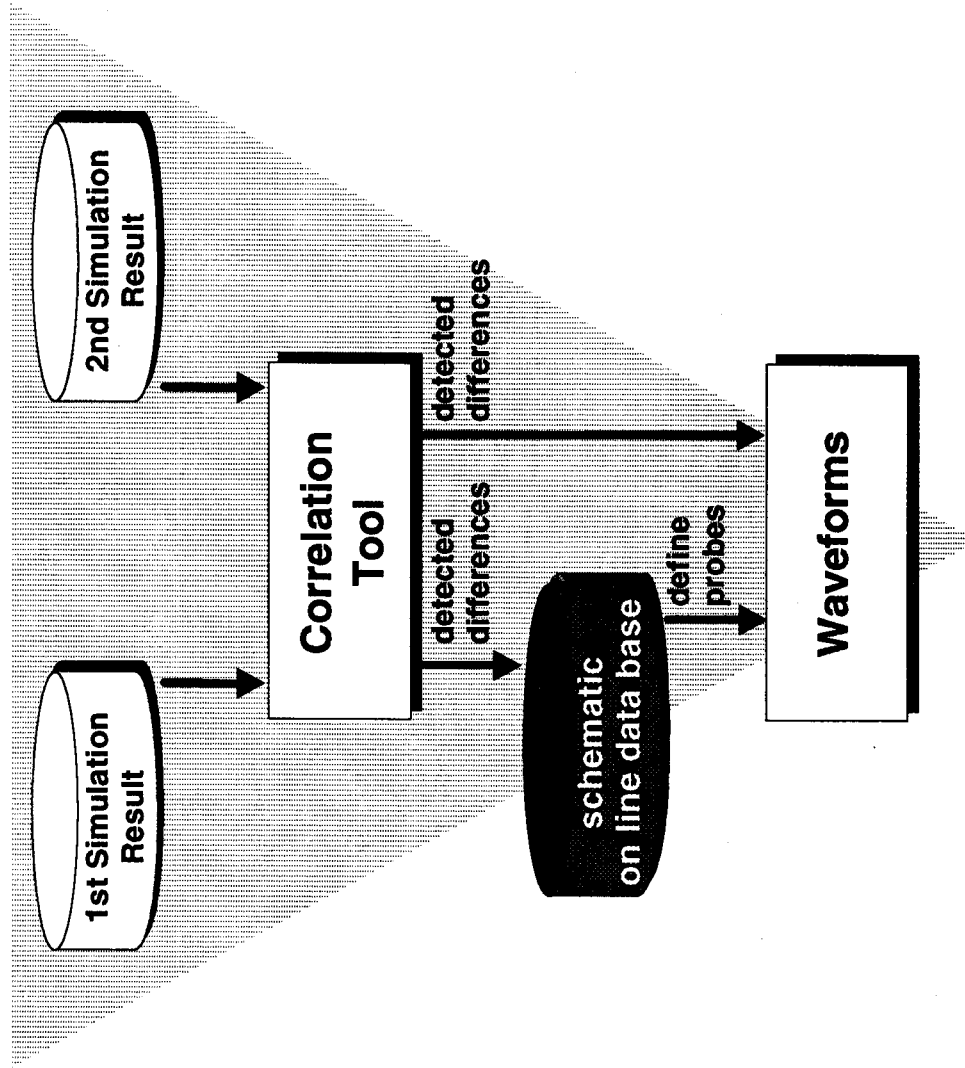 1st Simulation
Result
2nd Simulation
Result
Correlation
Tool
detected
differences
detected
differences
schematic
on line data base
define
probes
Waveforms